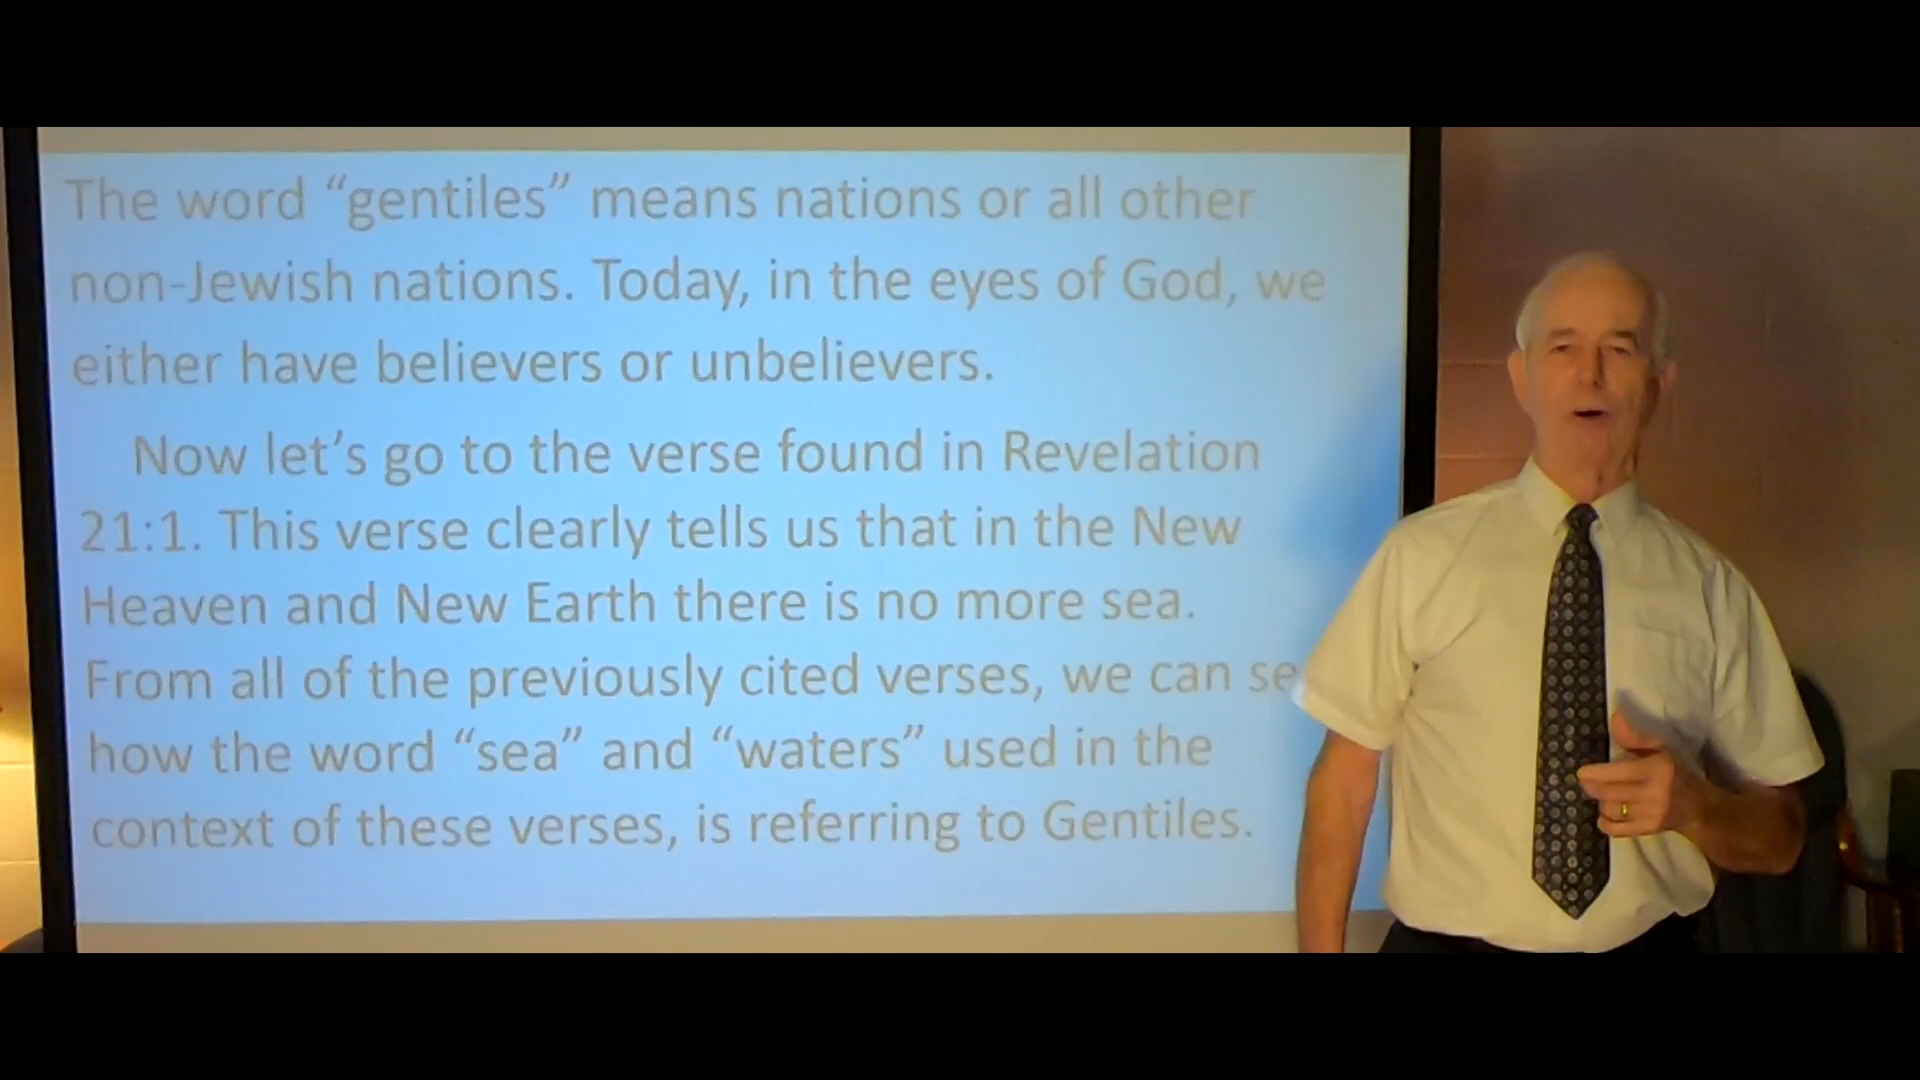 The word “gentiles” means nations or all other
non-Jewish nations. Today, in the eyes of God, we
either have believers or unbelievers.
Now let’s go to the verse found in Revelation
21:1. This verse clearly tells us that in the New
Heaven and New Earth there is no more sea.
From all of the previously cited verses, we can se
how the word “sea” and “waters” used in the
context of these verses, is referring to Gentiles.